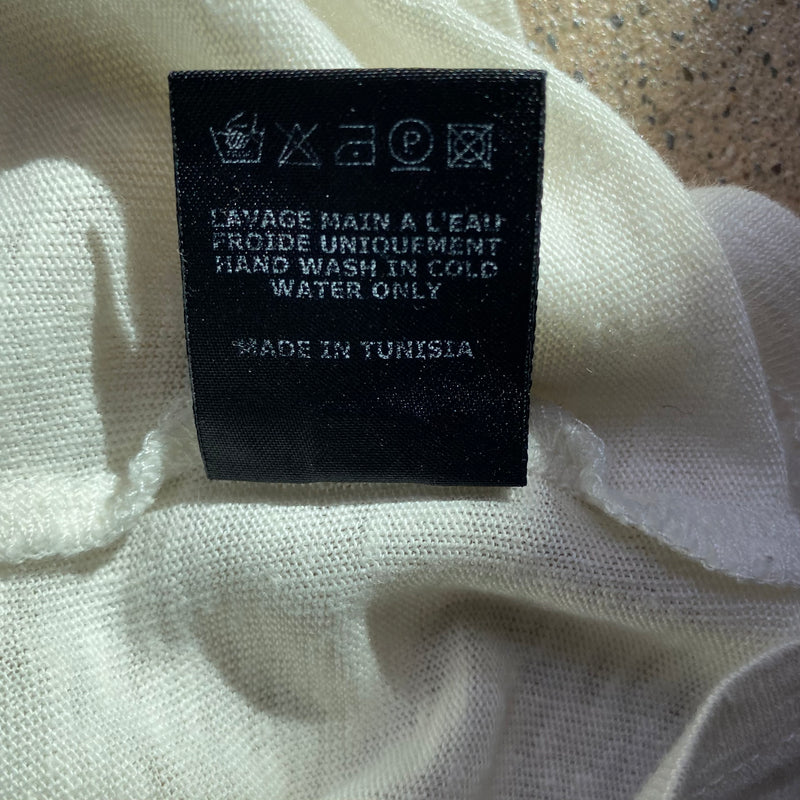 P
LAVAGE MAIN A L'EAU
FROIDE UNIQUEMENT
HAND WASH IN COLD
WATER ONLY
MADE IN TUNISIA